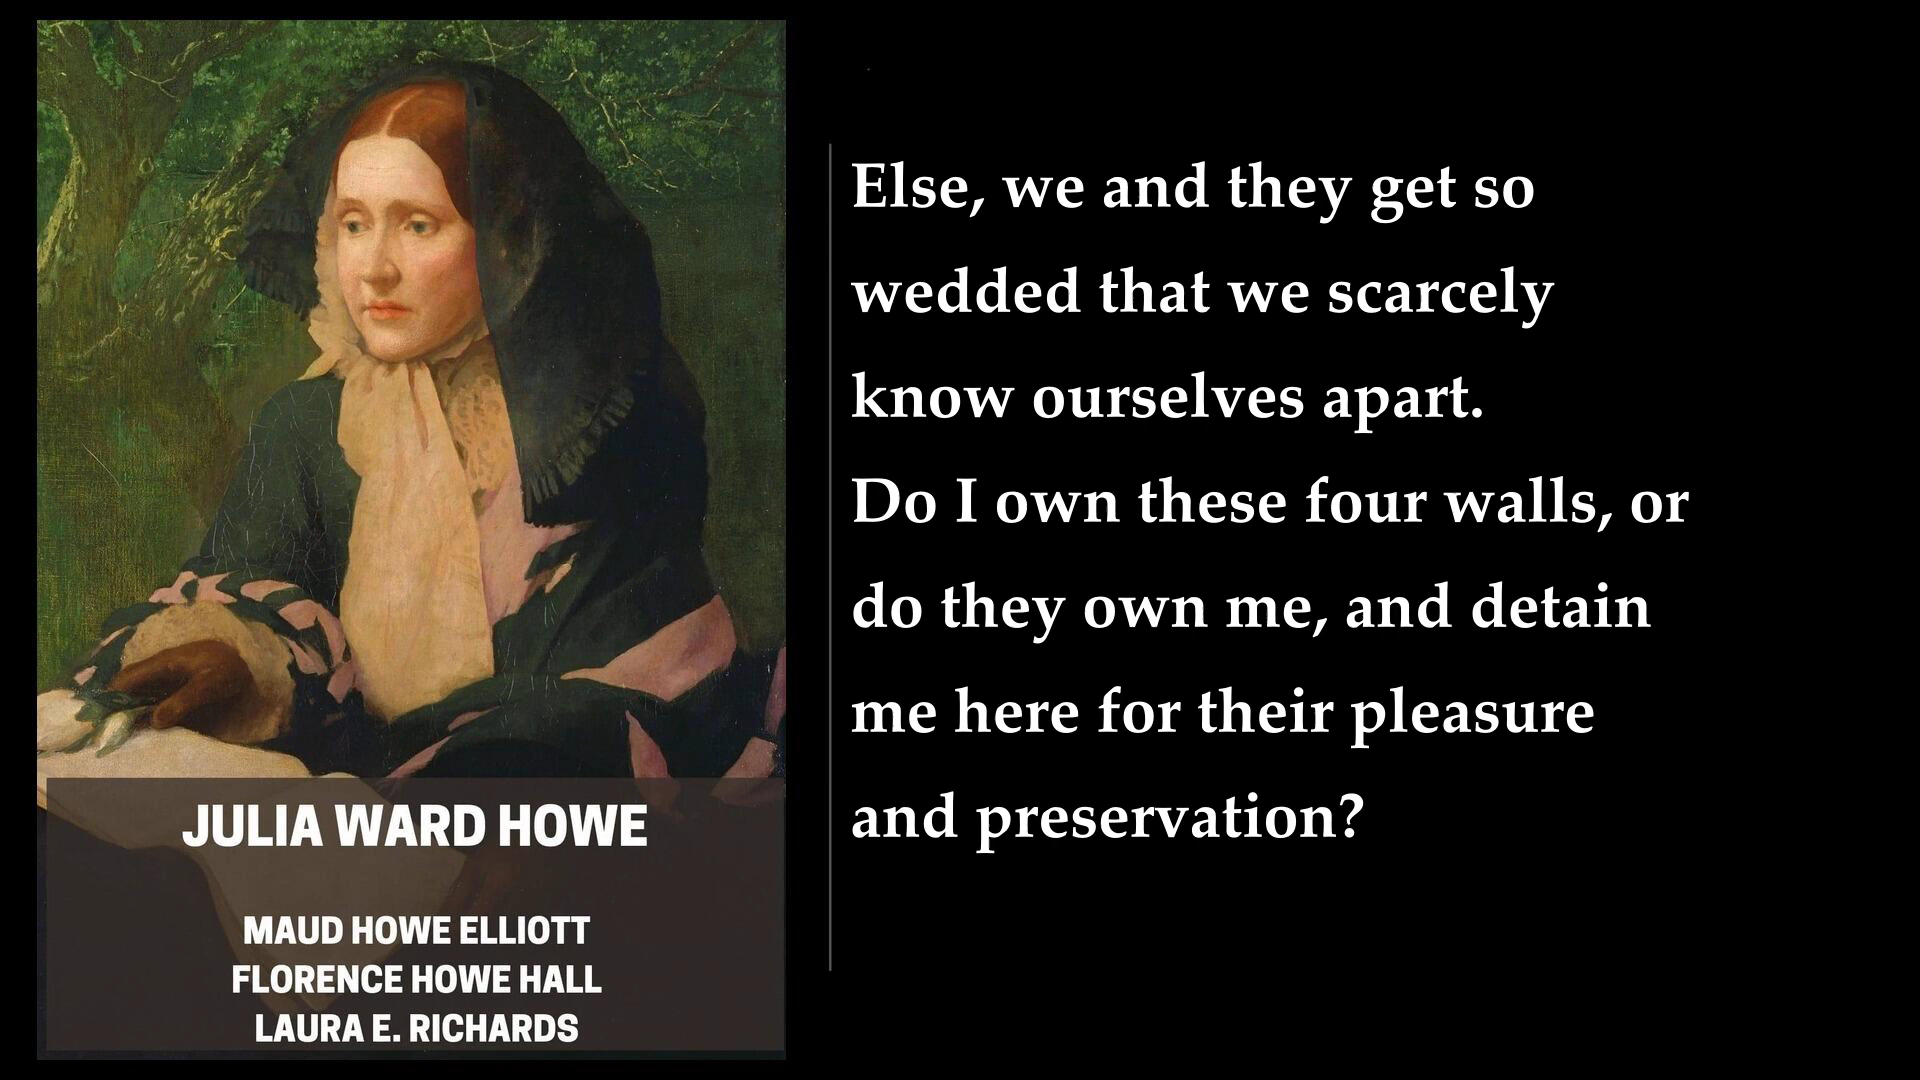 JULIA WARD HOWE
MAUD HOWE ELLIOTT
FLORENCE HOWE HALL
LAURA E. RICHARDS
Else, we and they get so
wedded that we scarcely
know ourselves apart.
Do I own these four walls, or
do they own me, and detain
me here for their pleasure
and preservation?